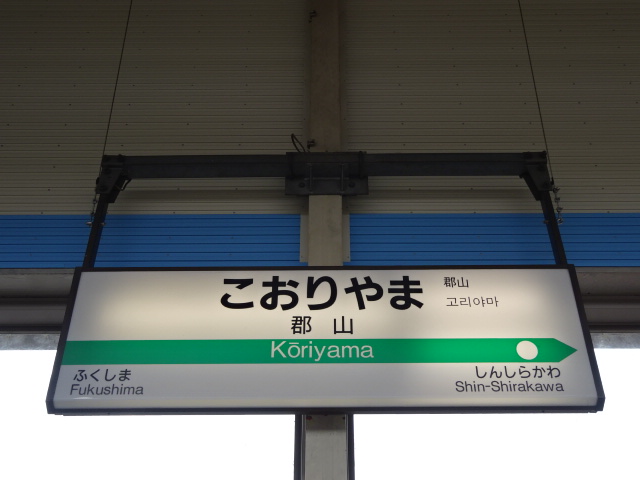 こおりやま
郡山
고리야마
郡山
Kōriyama
ふくしま
Fukushima
しんしらかわ
Shin-Shirakawa